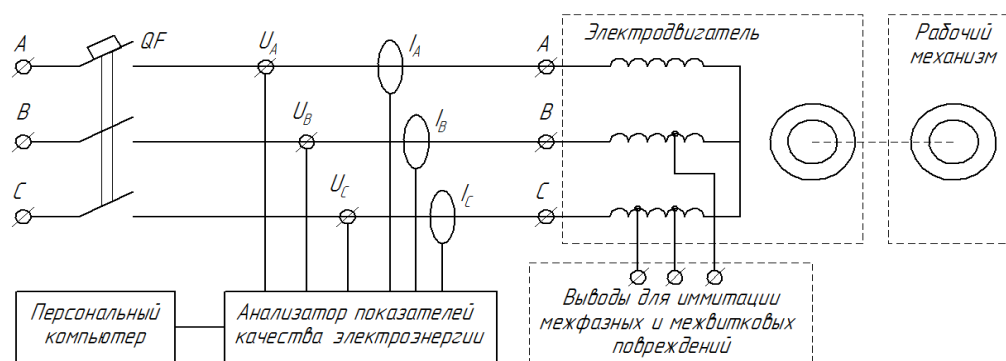 A
QF
U_A
I_A
A
Электродвигатель
Рабочий
механизм
B
U_B
I_B
B
C
U_C
I_C
C
Персональный
компьютер
Анализатор показателей
качества электроэнергии
Выводы для иммитации
межфазных и межвитковых
повреждений